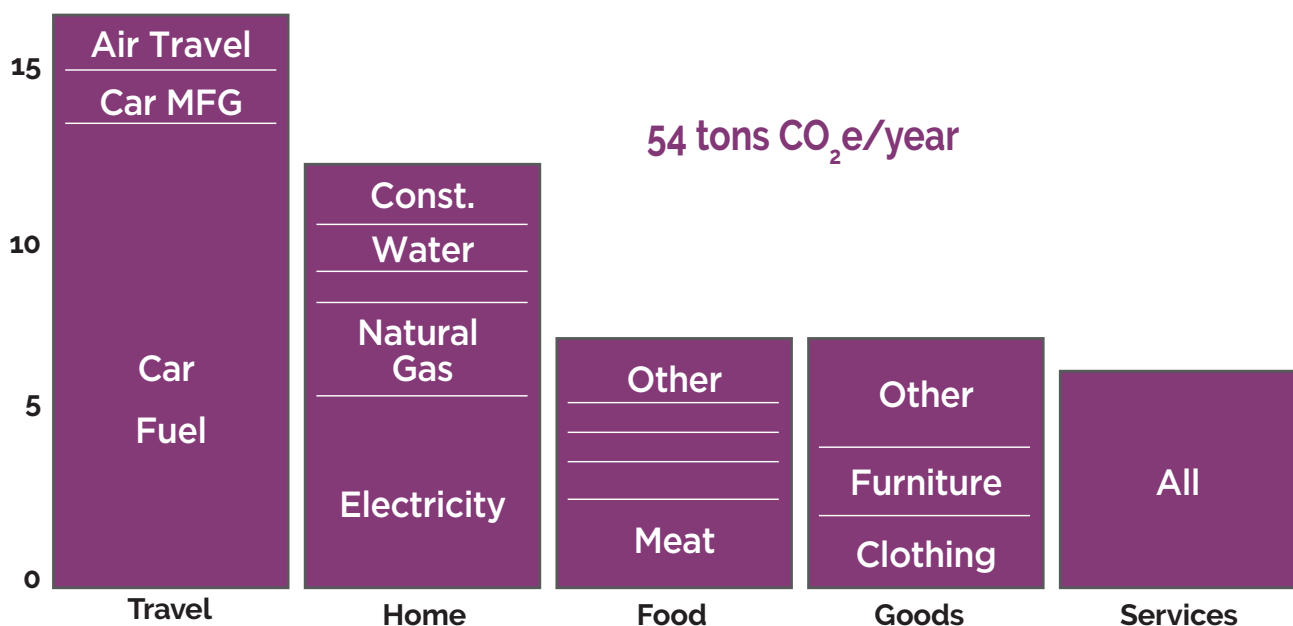 15
10
5
0
Air Travel
Car MFG
Car
Fuel
Travel
Const.
Water
Natural
Gas
Electricity
Home
54 tons CO₂e/year
Other
Meat
Food
Other
Furniture
Clothing
Goods
All
Services